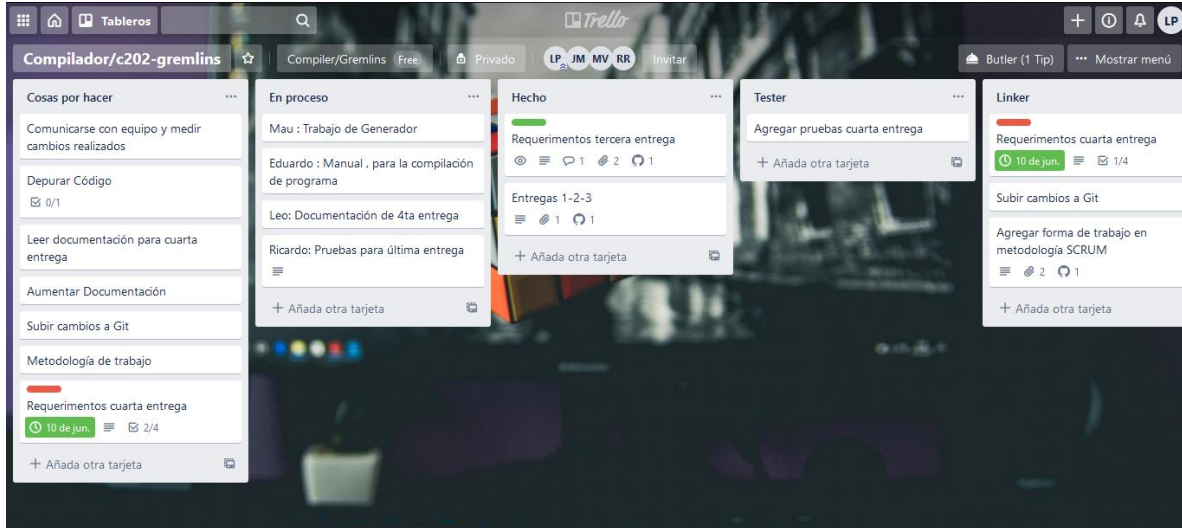 Tableros
Trello
LP
Compilador/c202-gremlins
Compiler/Gremlins Free
Privado
LP JM MV RR
Invitar
Butler (1 Tip)
Mostrar menú
Cosas por hacer
Comunicarse con equipo y medir
cambios realizados
Depurar Código
0/1
Leer documentación para cuarta
entrega
Aumentar Documentación
Subir cambios a Git
Metodología de trabajo
Requerimentos cuarta entrega
10 de jun. 2/4
+ Añada otra tarjeta
En proceso
Mau : Trabajo de Generador
Eduardo : Manual , para la compilación
de programa
Leo: Documentación de 4ta entrega
Ricardo: Pruebas para última entrega
+ Añada otra tarjeta
Hecho
Requerimentos tercera entrega
1 2 1
Entregas 1-2-3
1 1
+ Añada otra tarjeta
Tester
Agregar pruebas cuarta entrega
+ Añada otra tarjeta
Linker
Requerimentos cuarta entrega
10 de jun. 1/4
Subir cambios a Git
Agregar forma de trabajo en
metodología SCRUM
2 1
+ Añada otra tarjeta